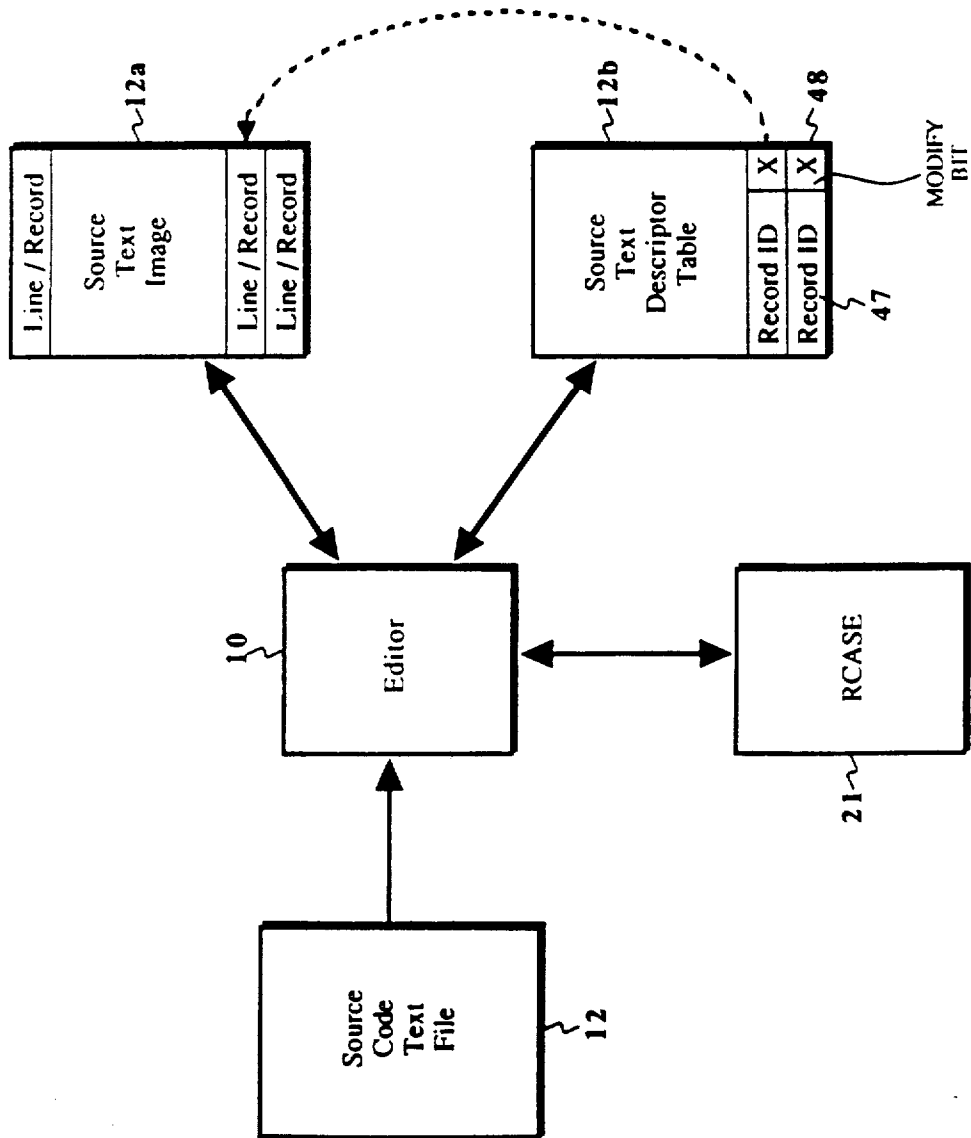 Source
Code
Text
File
12
10
Editor
RCASE
21
12a
Line / Record
Source
Text
Image
Line / Record
Line / Record
12b
Source
Text
Descriptor
Table
Record ID X
Record ID X
47
48
MODIFY
BIT